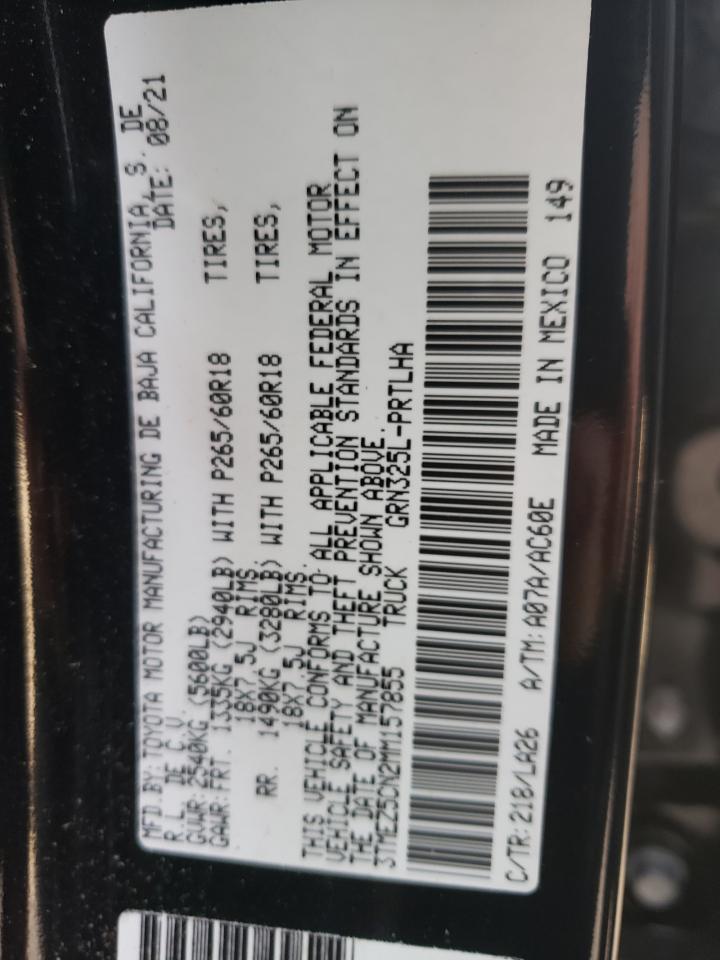 MFD.BY: TOYOTA MOTOR MANUFACTURING DE BAJA CALIFORNIA, S. DE
R.L. DE C.V. DATE: 08/21
GVWR: 2540KG (5600LB)
GAWR: FRT. 1335KG (2940LB) WITH P265/60R18 TIRES,
18X7.5J RIMS.
RR. 1490KG (3280LB) WITH P265/60R18 TIRES,
18X7.5J RIMS.
THIS VEHICLE CONFORMS TO ALL APPLICABLE FEDERAL MOTOR
VEHICLE SAFETY AND THEFT PREVENTION STANDARDS IN EFFECT ON
THE DATE OF MANUFACTURE SHOWN ABOVE.
3TMEZ5CN2MM157855 TRUCK GRN325L-PRTLHA
C/TR: 218/LA26 A/TM: A07A/AC60E MADE IN MEXICO 149